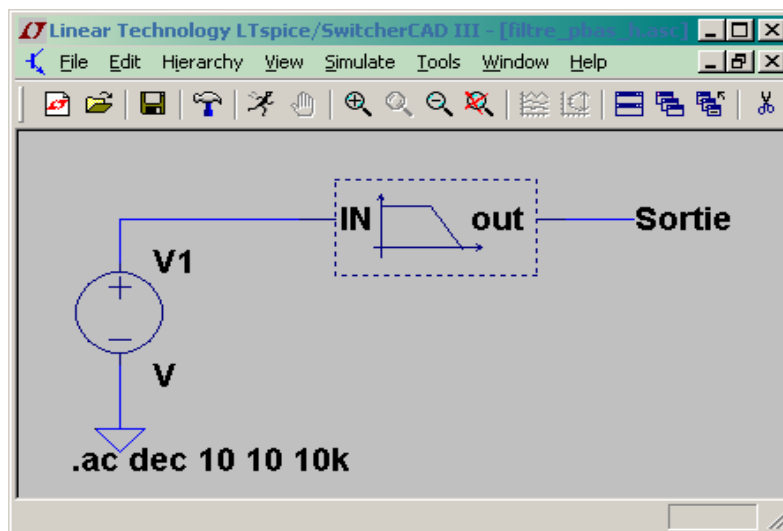 Linear Technology LTspice/SwitcherCAD III - [filtre_pbas_h.asc]
File Edit Hierarchy View Simulate Tools Window Help
IN out Sortie
V1
V
.ac dec 10 10 10k